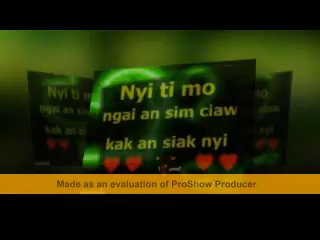 Nyi ti mo
ngai an sim ciaw
kak an siak nyi
Made as an evaluation of ProShow Producer